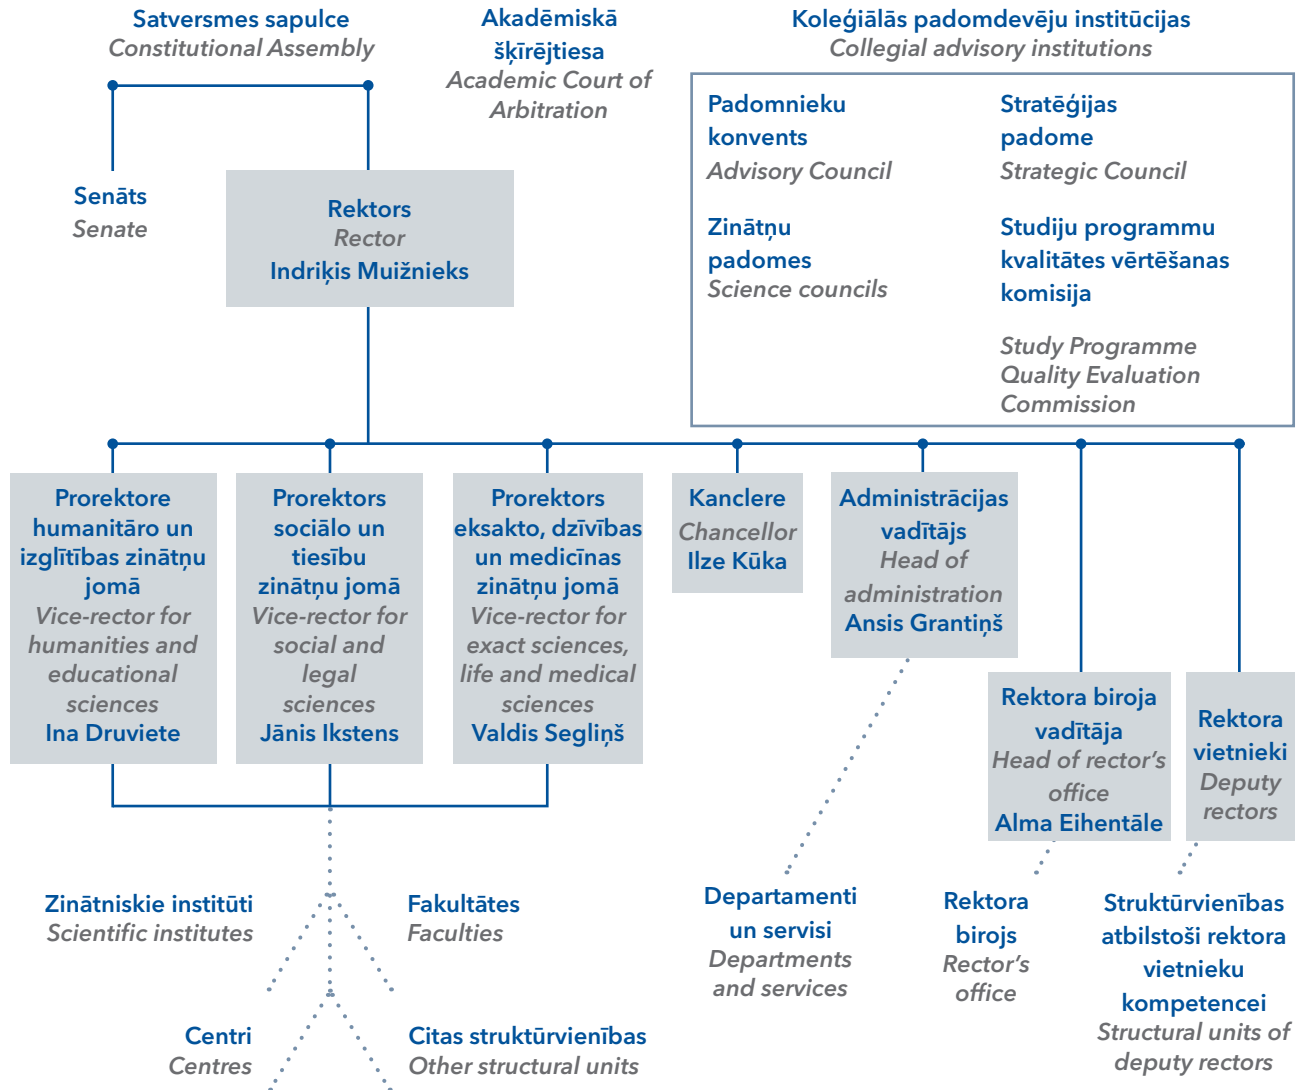 Satversmes sapulce
Constitutional Assembly
Akadēmiskā
šķīrējtiesa
Academic Court of
Arbitration
Koleģiālās padomdevēju institūcijas
Collegial advisory institutions
Padomnieku
konvents
Advisory Council
Stratēģijas
padome
Strategic Council
Zinātņu
padomes
Science councils
Studiju programmu
kvalitātes vērtēšanas
komisija
Study Programme
Quality Evaluation
Commission
Senāts
Senate
Rektors
Rector
Indriķis Muižnieks
Prorektore
humanitāro un
izglītības zinātņu
jomā
Vice-rector for
humanities and
educational
sciences
Ina Druviete
Prorektors
sociālo un
tiesību
zinātņu jomā
Vice-rector for
social and
legal
sciences
Jānis Ikstens
Prorektors
eksakto, dzīvības
un medicīnas
zinātņu jomā
Vice-rector for
exact sciences,
life and medical
sciences
Valdis Segliņš
Kanclere
Chancellor
Ilze Kūka
Administrācijas
vadītājs
Head of
administration
Ansis Grantiņš
Rektora biroja
vadītāja
Head of rector's
office
Alma Eihentāle
Rektora
vietnieki
Deputy
rectors
Zinātniskie institūti
Scientific institutes
Fakultātes
Faculties
Centri
Centres
Citas struktūrvienības
Other structural units
Departamenti
un servisi
Departments
and services
Rektora
birojs
Rector's
office
Struktūrvienības
atbilstoši rektora
vietnieku
kompetencei
Structural units of
deputy rectors